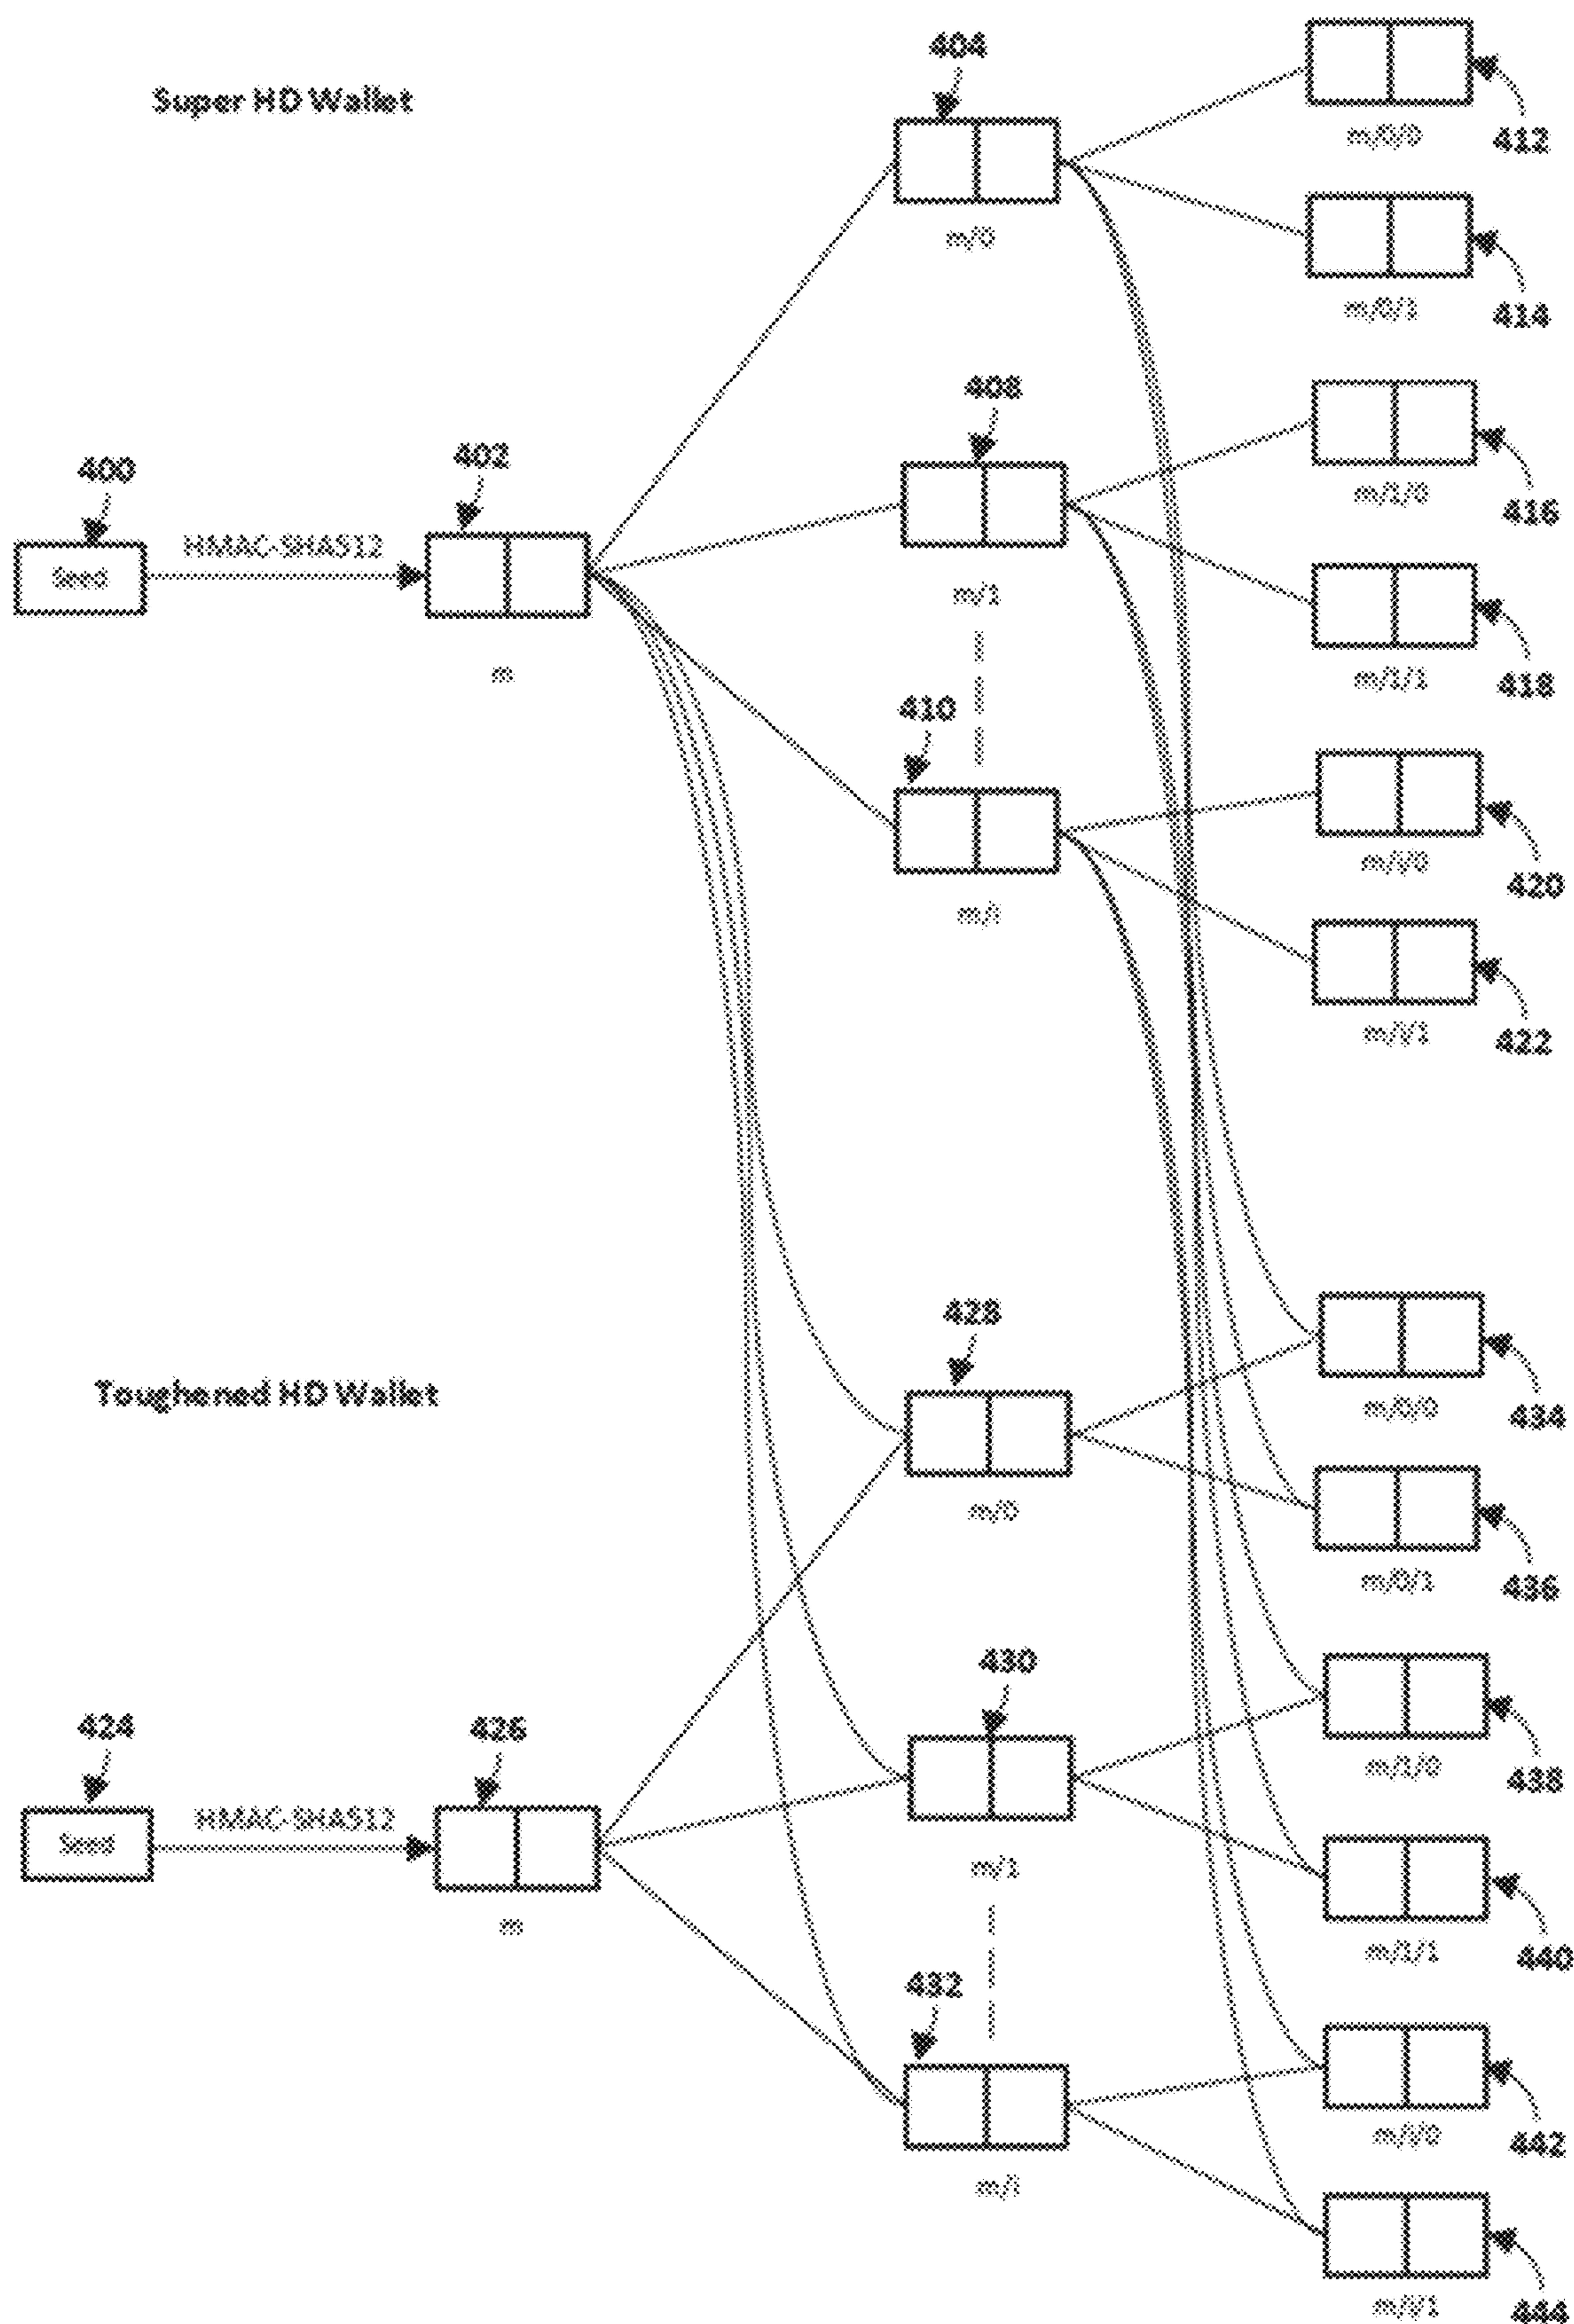 404
Super HD Wallet
m/0/0
412
m/0
m/0/1
414
408
400
402
HMAC-SHA512
Seed
m/1/0
416
m/1
m
m/1/1
418
410
m/i/0
420
m/i
m/i/1
422
428
Toughened HD Wallet
m/0/0
434
m/0
m/0/1
436
430
424
426
HMAC-SHA512
Seed
m/1/0
438
m/1
m
m/1/1
440
432
m/i/0
442
m/i
m/i/1
444